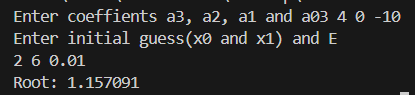 Enter coeffients a3, a2, a1 and a03 4 0 -10
Enter initial guess(x0 and x1) and E
2 6 0.01
Root: 1.157091